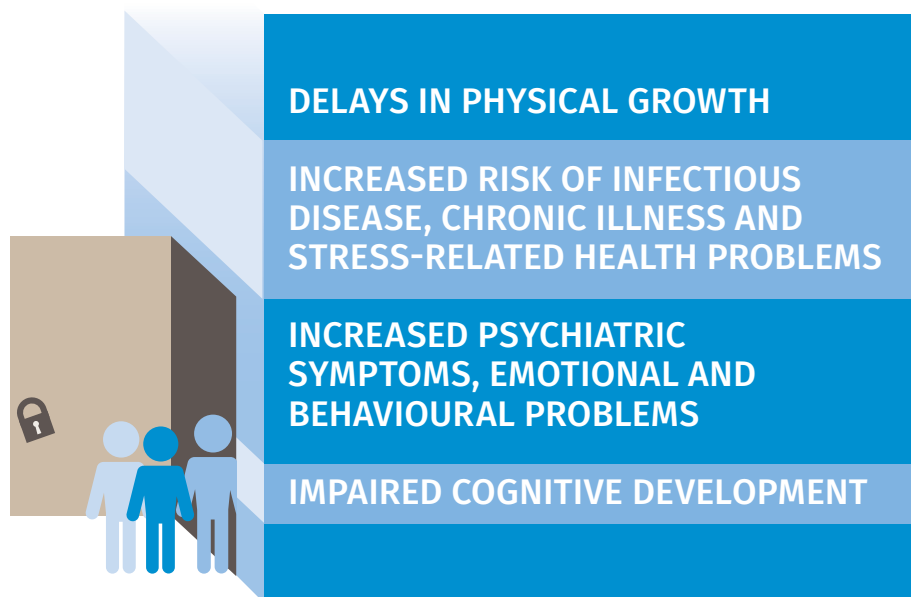 DELAYS IN PHYSICAL GROWTH
INCREASED RISK OF INFECTIOUS
DISEASE, CHRONIC ILLNESS AND
STRESS-RELATED HEALTH PROBLEMS
INCREASED PSYCHIATRIC
SYMPTOMS, EMOTIONAL AND
BEHAVIOURAL PROBLEMS
IMPAIRED COGNITIVE DEVELOPMENT